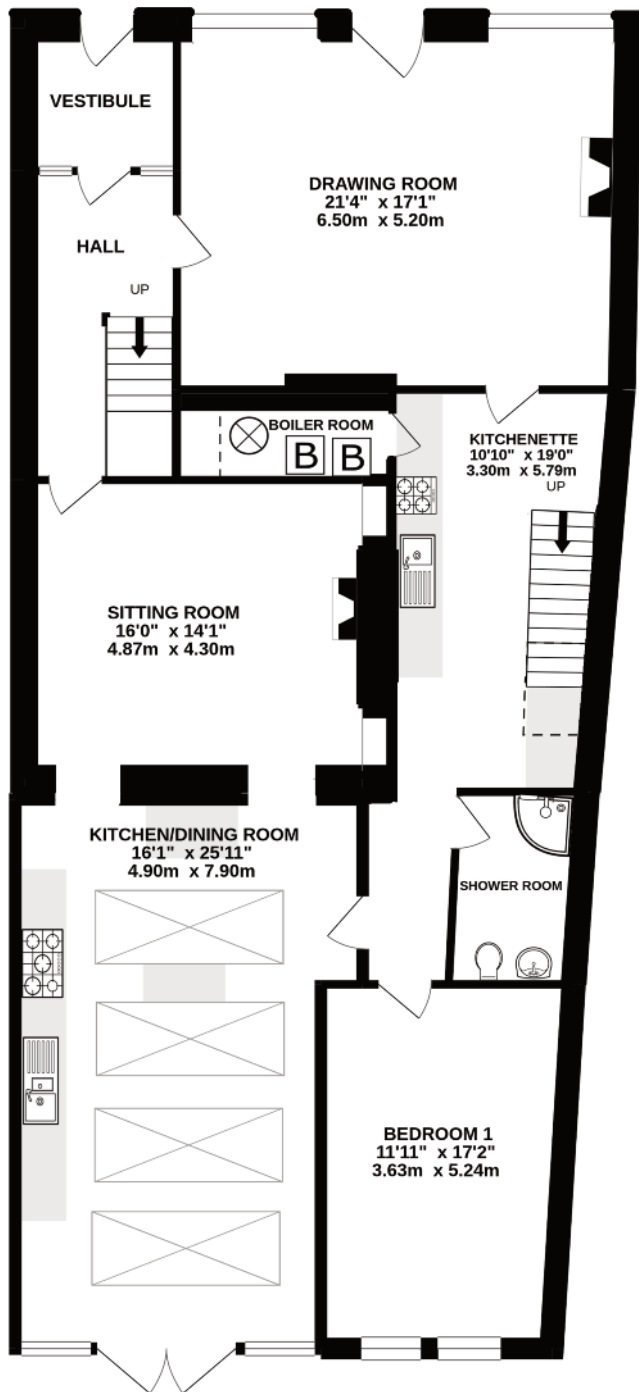 VESTIBULE
DRAWING ROOM
21'4" x 17'1"
6.50m x 5.20m
HALL
UP
BOILER ROOM
B B
KITCHENETTE
10'10" x 19'0"
3.30m x 5.79m
UP
SITTING ROOM
16'0" x 14'1"
4.87m x 4.30m
KITCHEN/DINING ROOM
16'1" x 25'11"
4.90m x 7.90m
SHOWER ROOM
BEDROOM 1
11'11" x 17'2"
3.63m x 5.24m